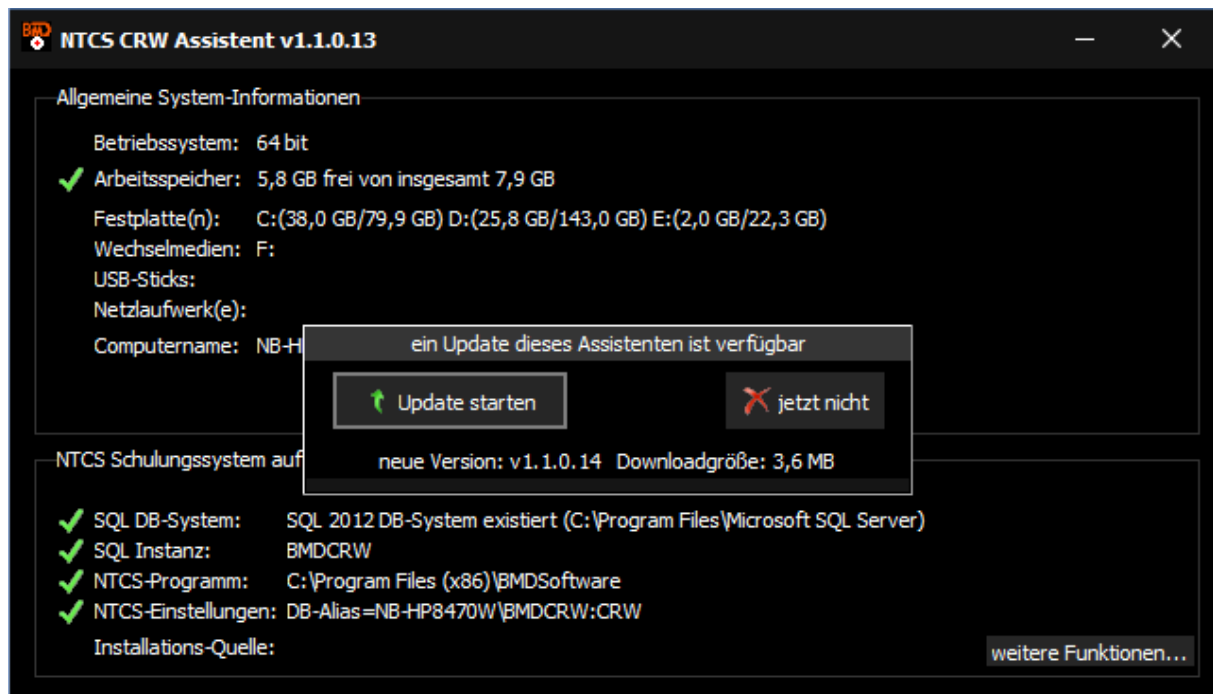 BMD
NTCS CRW Assistent v1.1.0.13
Allgemeine System-Informationen
Betriebssystem: 64 bit
Arbeitsspeicher: 5,8 GB frei von insgesamt 7,9 GB
Festplatte(n): C:(38,0 GB/79,9 GB) D:(25,8 GB/143,0 GB) E:(2,0 GB/22,3 GB)
Wechselmedien: F:
USB-Sticks:
Netzlaufwerk(e):
Computername: NB-H
ein Update dieses Assistenten ist verfügbar
Update starten jetzt nicht
neue Version: v1.1.0.14 Downloadgröße: 3,6 MB
NTCS Schulungssystem auf
SQL DB-System: SQL 2012 DB-System existiert (C:\Program Files\Microsoft SQL Server)
SQL Instanz: BMDCRW
NTCS-Programm: C:\Program Files (x86)\BMDSoftware
NTCS-Einstellungen: DB-Alias=NB-HP8470W\BMDCRW:CRW
Installations-Quelle:
weitere Funktionen...